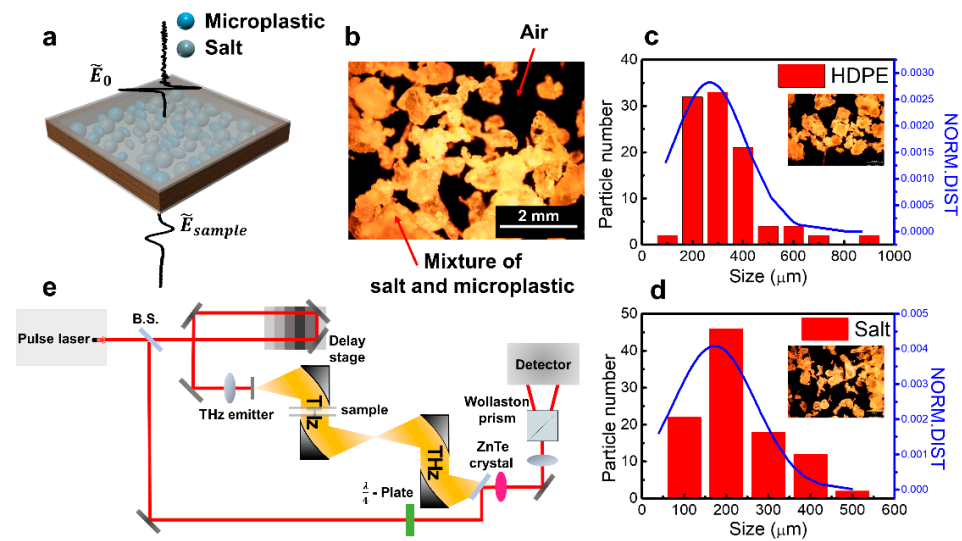 a
Microplastic
Salt
Ẽ0
Ẽsample
b
Air
2 mm
Mixture of
salt and microplastic
c
HDPE
Particle number
40
30
20
10
0
200 400 600 800 1000
Size (μm)
0.0030
0.0025
0.0020
0.0015
0.0010
0.0005
0.0000
NORM.DIST
d
Salt
Particle number
50
40
30
20
10
0
0 100 200 300 400 500 600
Size (μm)
0.005
0.004
0.003
0.002
0.001
0.000
NORM.DIST
e
Pulse laser
B.S.
Delay
stage
THz emitter
THz
sample
THz
λ/4 - Plate
ZnTe
crystal
Wollaston
prism
Detector